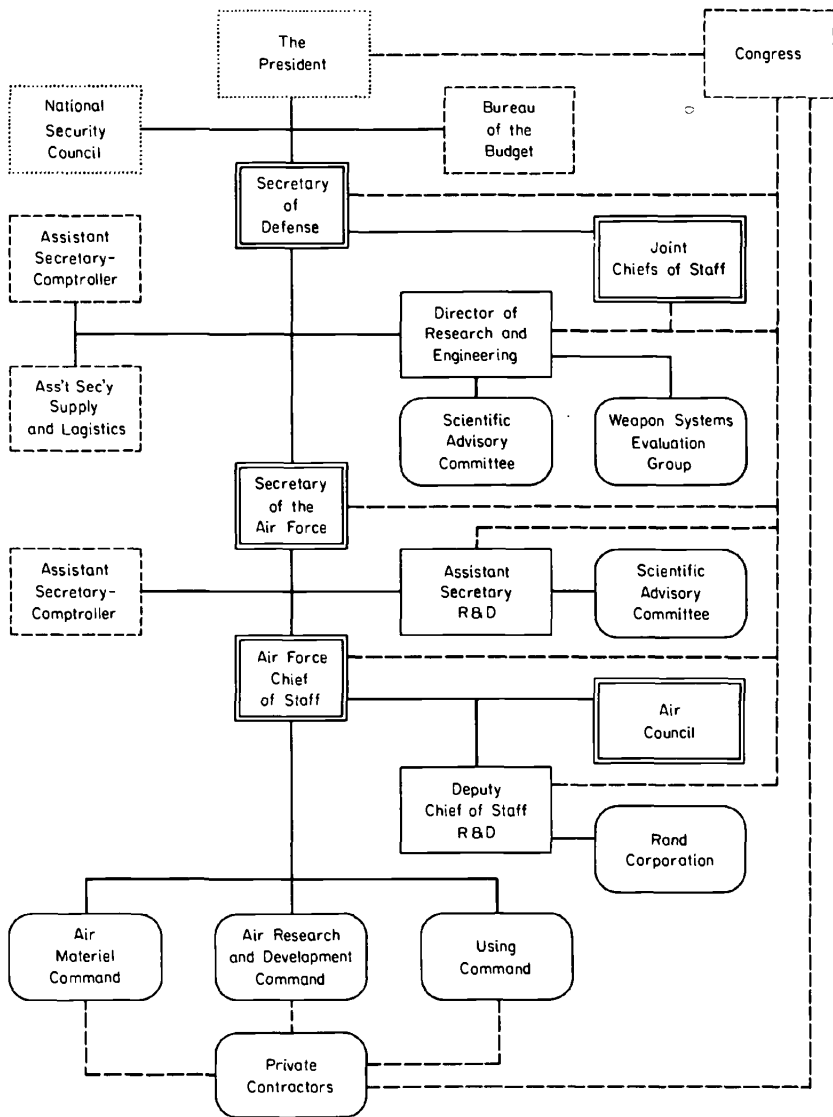 The
President
Congress
National
Security
Council
Bureau
of the
Budget
Secretary
of
Defense
Assistant
Secretary-
Comptroller
Joint
Chiefs of Staff
Director of
Research and
Engineering
Ass't Sec'y
Supply
and Logistics
Scientific
Advisory
Committee
Weapon Systems
Evaluation
Group
Secretary
of the
Air Force
Assistant
Secretary-
Comptroller
Assistant
Secretary
R&D
Scientific
Advisory
Committee
Air Force
Chief
of Staff
Air
Council
Deputy
Chief of Staff
R&D
Rand
Corporation
Air
Materiel
Command
Air Research
and Development
Command
Using
Command
Private
Contractors